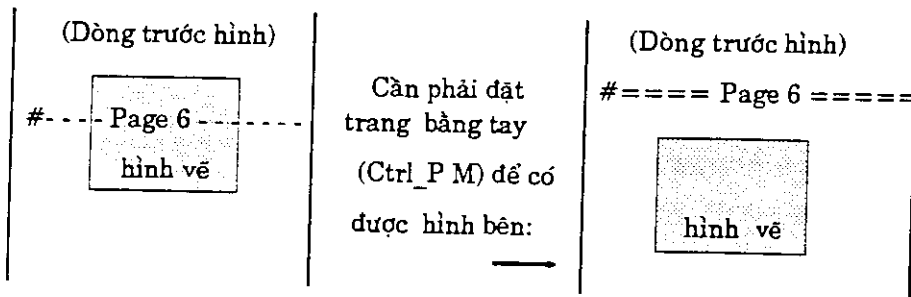 (Dòng trước hình)
#- - - - Page 6 - - - - - - -
hình vẽ
Cần phải đặt
trang bằng tay
(Ctrl_P M) để có
được hình bên:
(Dòng trước hình)
#==== Page 6 =====
hình vẽ